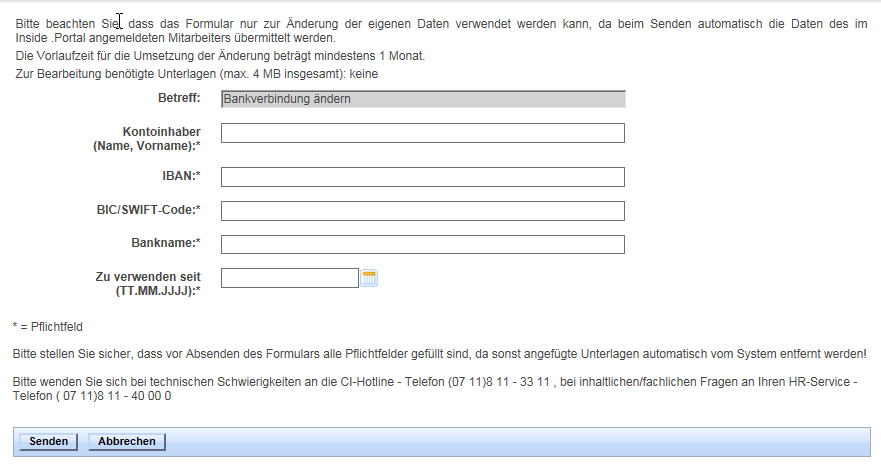 Bitte beachten Sie, dass das Formular nur zur Änderung der eigenen Daten verwendet werden kann, da beim Senden automatisch die Daten des im
Inside .Portal angemeldeten Mitarbeiters übermittelt werden.
Die Vorlaufzeit für die Umsetzung der Änderung beträgt mindestens 1 Monat.
Zur Bearbeitung benötigte Unterlagen (max. 4 MB insgesamt): keine
Betreff: Bankverbindung ändern
Kontoinhaber
(Name, Vorname):*
IBAN:*
BIC/SWIFT-Code:*
Bankname:*
Zu verwenden seit
(TT.MM.JJJJ):*
* = Pflichtfeld
Bitte stellen Sie sicher, dass vor Absenden des Formulars alle Pflichtfelder gefüllt sind, da sonst angefügte Unterlagen automatisch vom System entfernt werden!
Bitte wenden Sie sich bei technischen Schwierigkeiten an die CI-Hotline - Telefon (07 11)8 11 - 33 11 , bei inhaltlichen/fachlichen Fragen an Ihren HR-Service -
Telefon ( 07 11)8 11 - 40 00 0
Senden Abbrechen